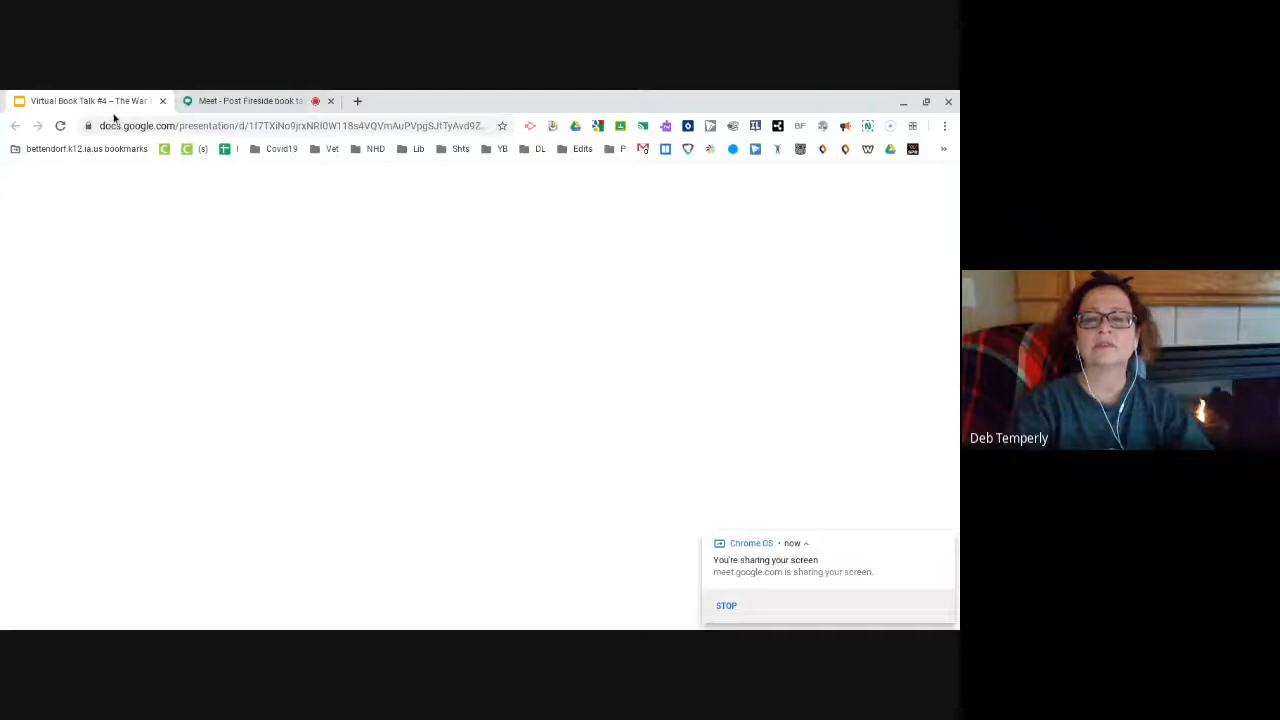 Virtual Book Talk #4 – The War
Meet - Post Fireside book ta
docs.google.com/presentation/d/1f7TXiNo9jrxNRI0W118s4VQVmAuPVpgSJtTyAvd9Z...
bettendorf.k12.ia.us bookmarks (s) Covid19 Vet NHD Lib Shts YB DL Edits P
BF
Chrome OS • now
You're sharing your screen
meet.google.com is sharing your screen.
STOP
Deb Temperly